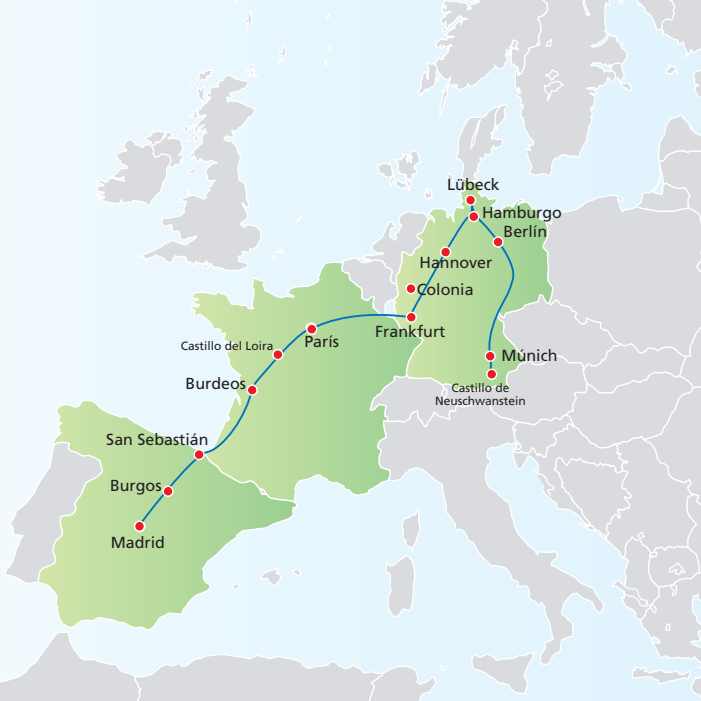 Lübeck
Hamburgo
Berlín
Hannover
Colonia
Frankfurt
París
Castillo del Loira
Múnich
Burdeos
Castillo de
Neuschwanstein
San Sebastián
Burgos
Madrid